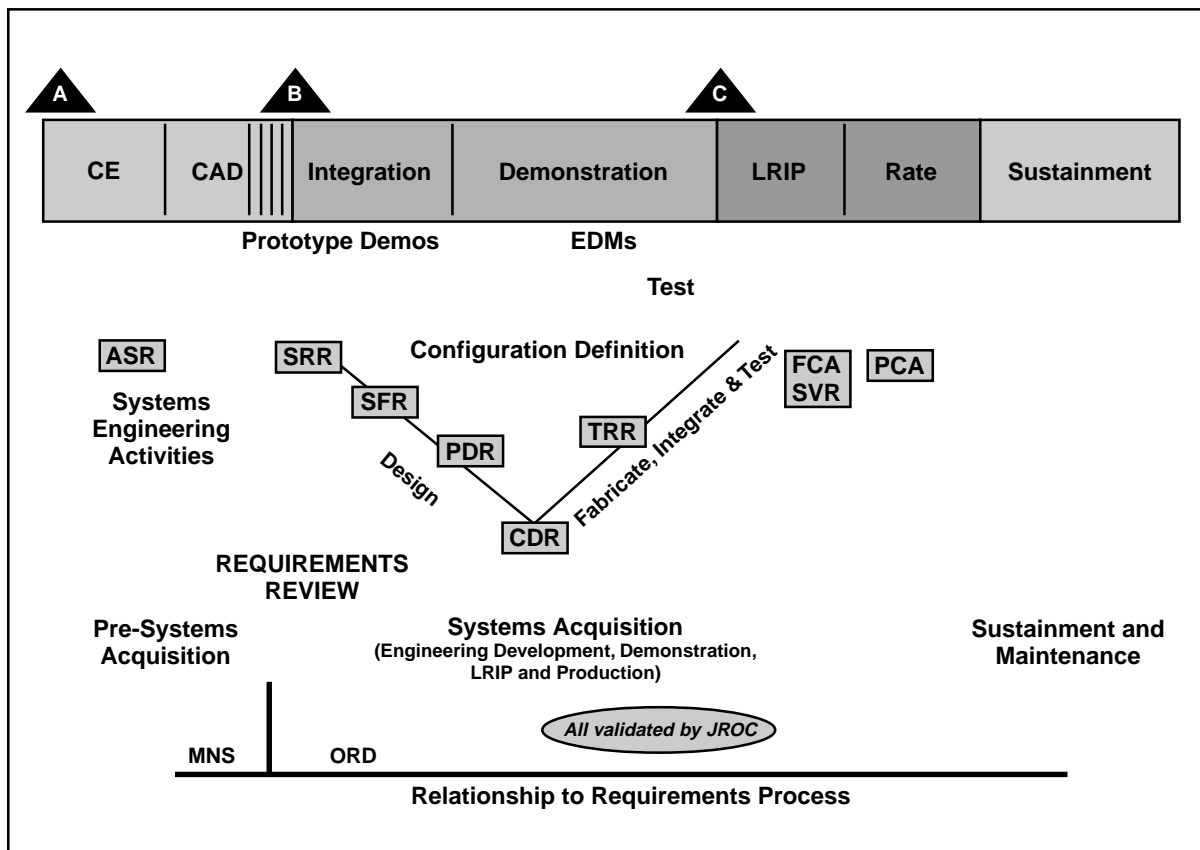 A
B
C
CE
CAD
Integration
Demonstration
LRIP
Rate
Sustainment
Prototype Demos
EDMs
Test
ASR
SRR
Configuration Definition
FCA
SVR
PCA
SFR
Systems
Engineering
Activities
TRR
PDR
Design
Fabricate, Integrate & Test
CDR
REQUIREMENTS
REVIEW
Pre-Systems
Acquisition
Systems Acquisition
(Engineering Development, Demonstration,
LRIP and Production)
Sustainment and
Maintenance
All validated by JROC
MNS
ORD
Relationship to Requirements Process